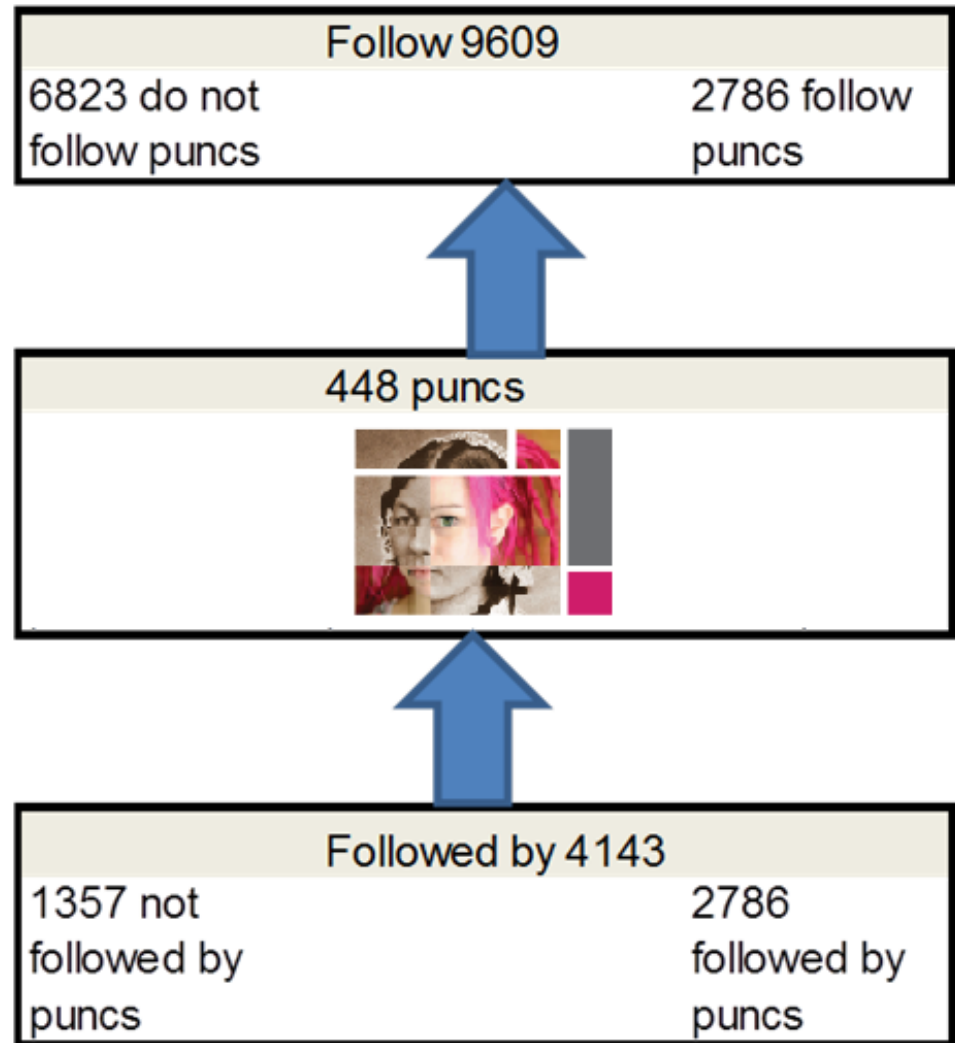 Follow 9609
6823 do not
follow puncs
2786 follow
puncs
448 puncs
Followed by 4143
1357 not
followed by
puncs
2786
followed by
puncs